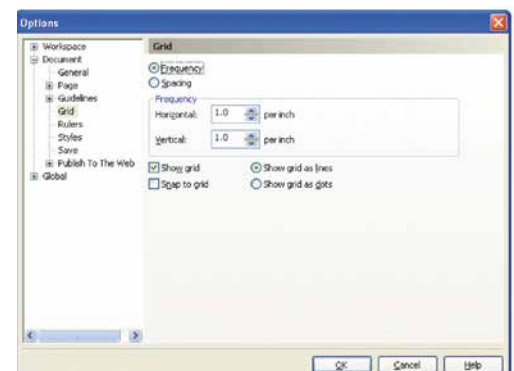 Options
Workspace
Document
General
Page
Guidelines
Grid
Rulers
Styles
Save
Publish To The Web
Global
Grid
Frequency
Spacing
Frequency
Horizontal: 1.0 per inch
Vertical: 1.0 per inch
Show grid Show grid as lines
Snap to grid Show grid as dots
OK Cancel Help